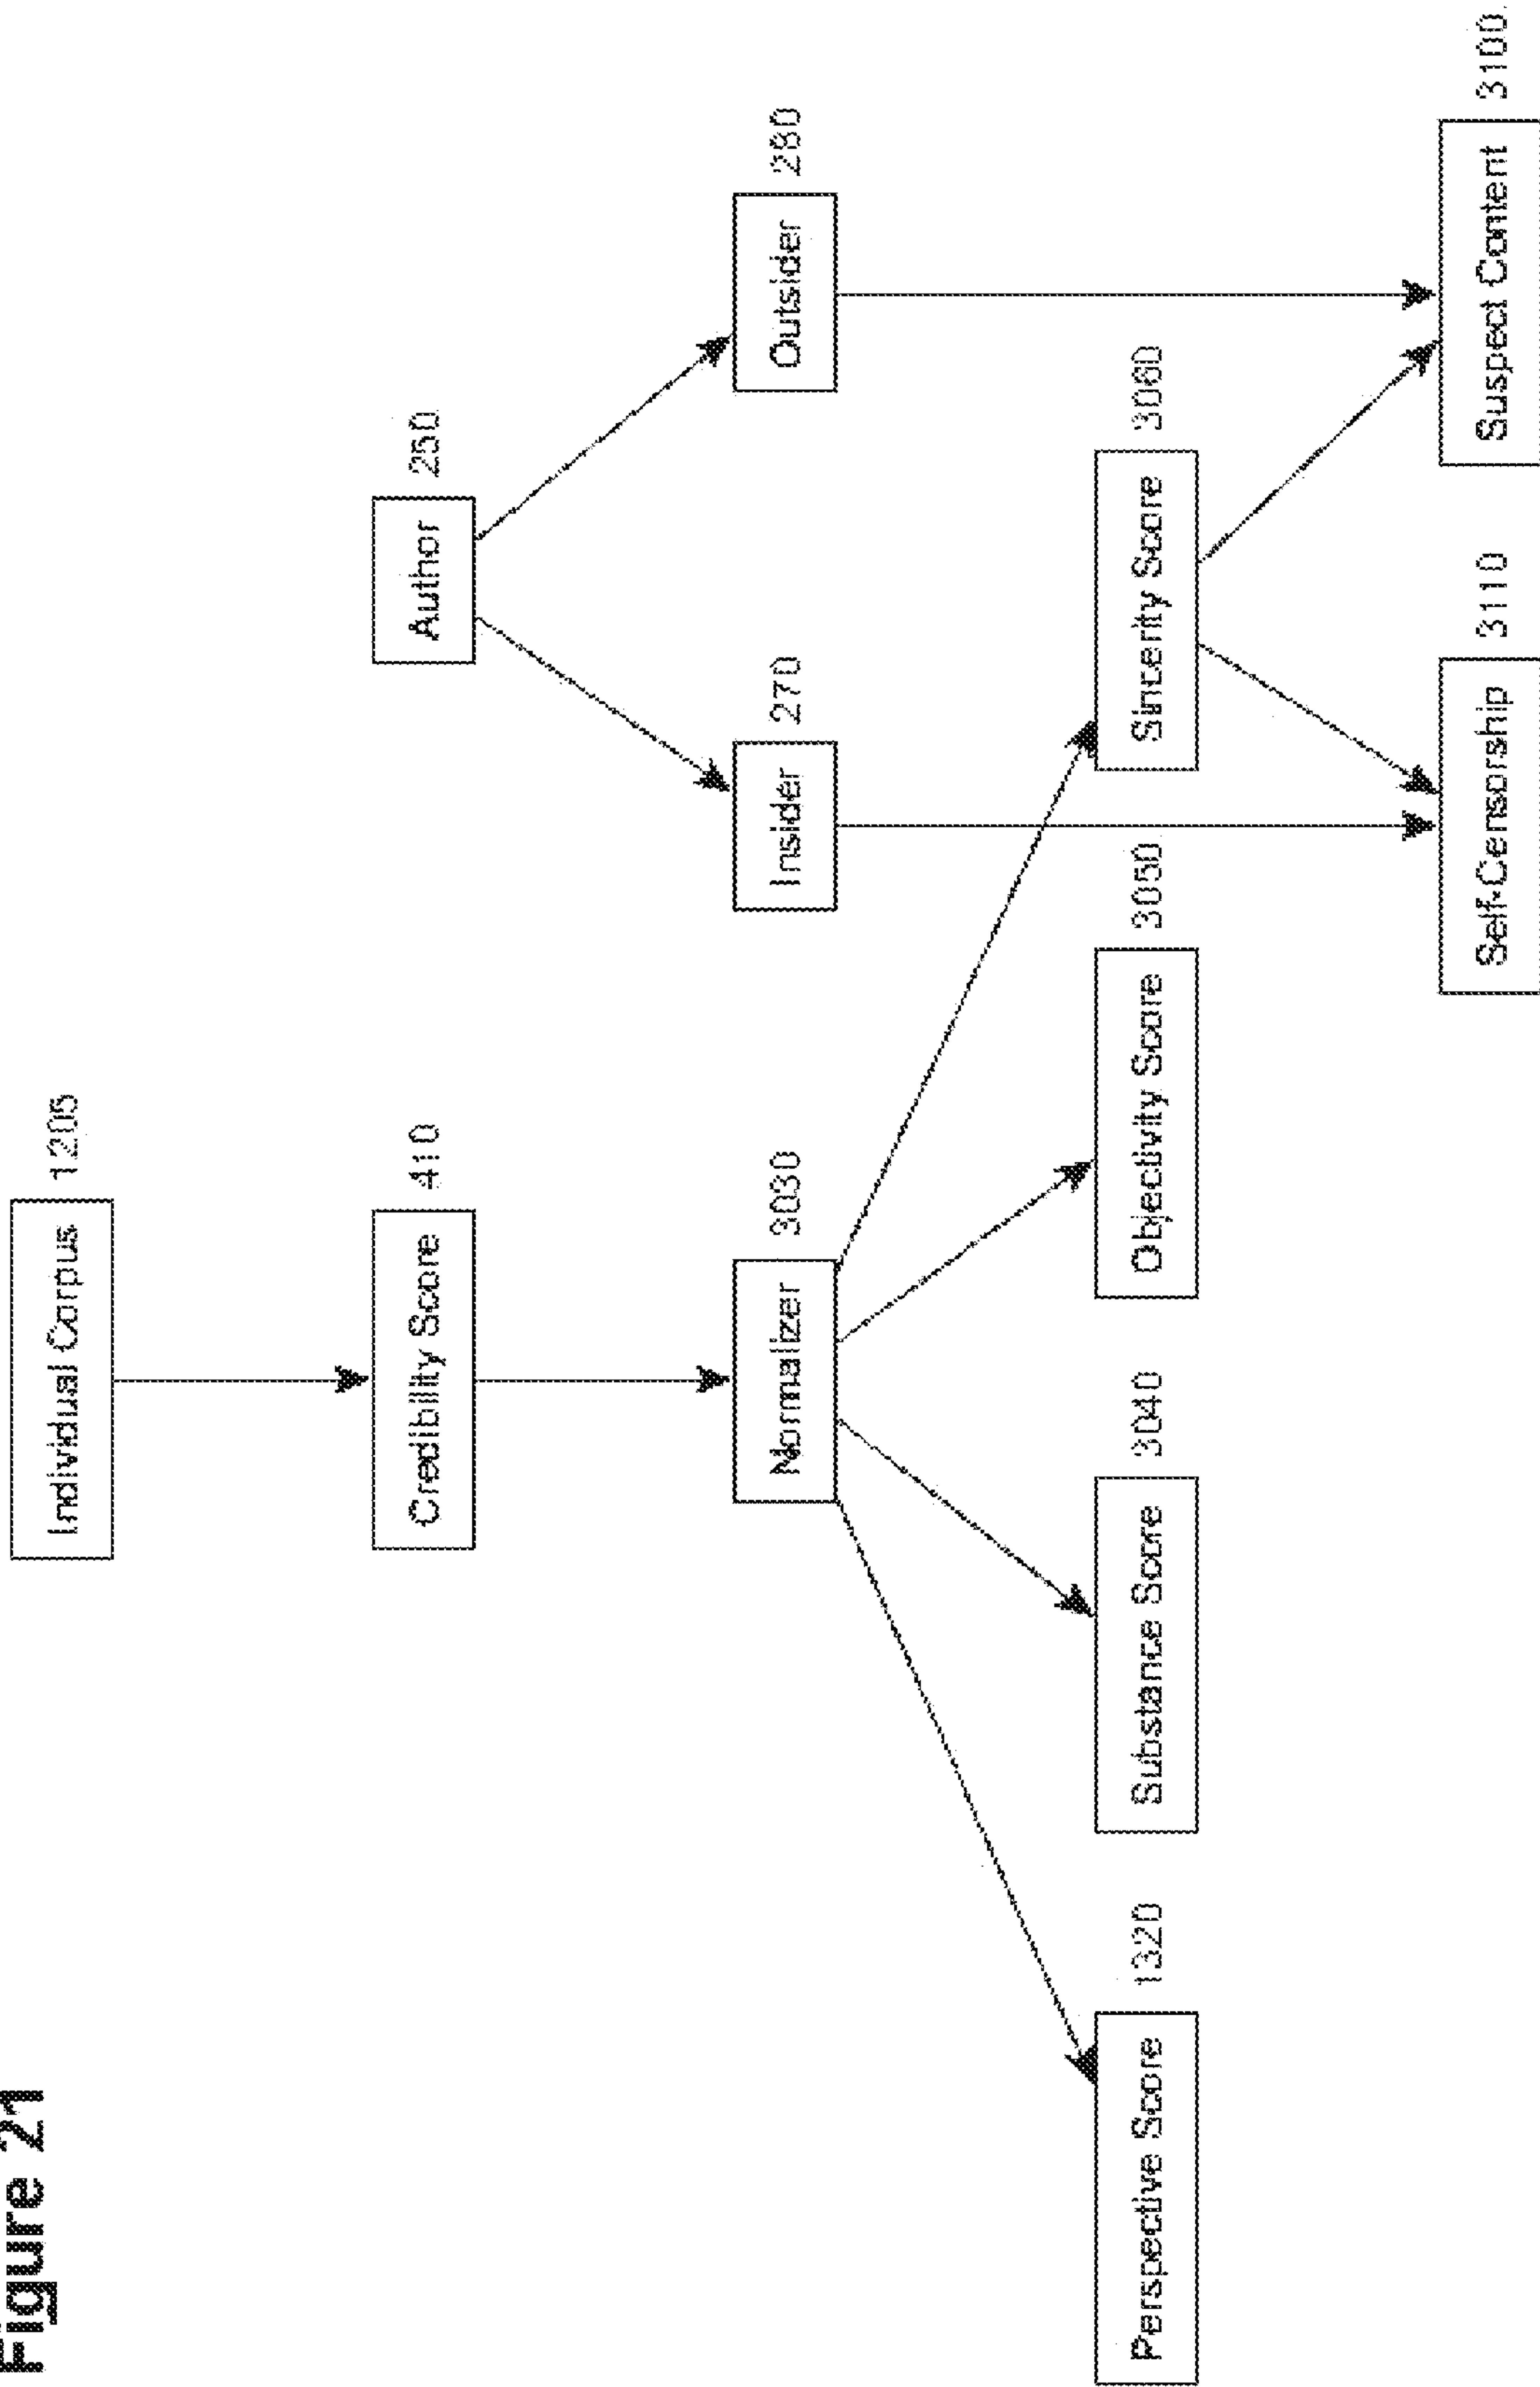 Figure 21
Individual Corpus 1205
Credibility Score 410
Author 250
Normalizer 3030
Insider 270
Outsider 280
Perspective Score 1320
Substance Score 3040
Objectivity Score 3050
Sincerity Score 3060
Self-Censorship 3110
Suspect Content 3100